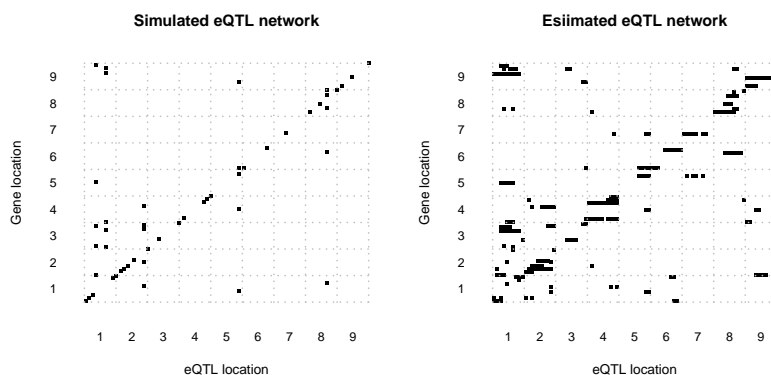 Simulated eQTL network
Gene location
9
8
7
6
5
4
3
2
1
1 2 3 4 5 6 7 8 9
eQTL location
Esiimated eQTL network
Gene location
9
8
7
6
5
4
3
2
1
1 2 3 4 5 6 7 8 9
eQTL location